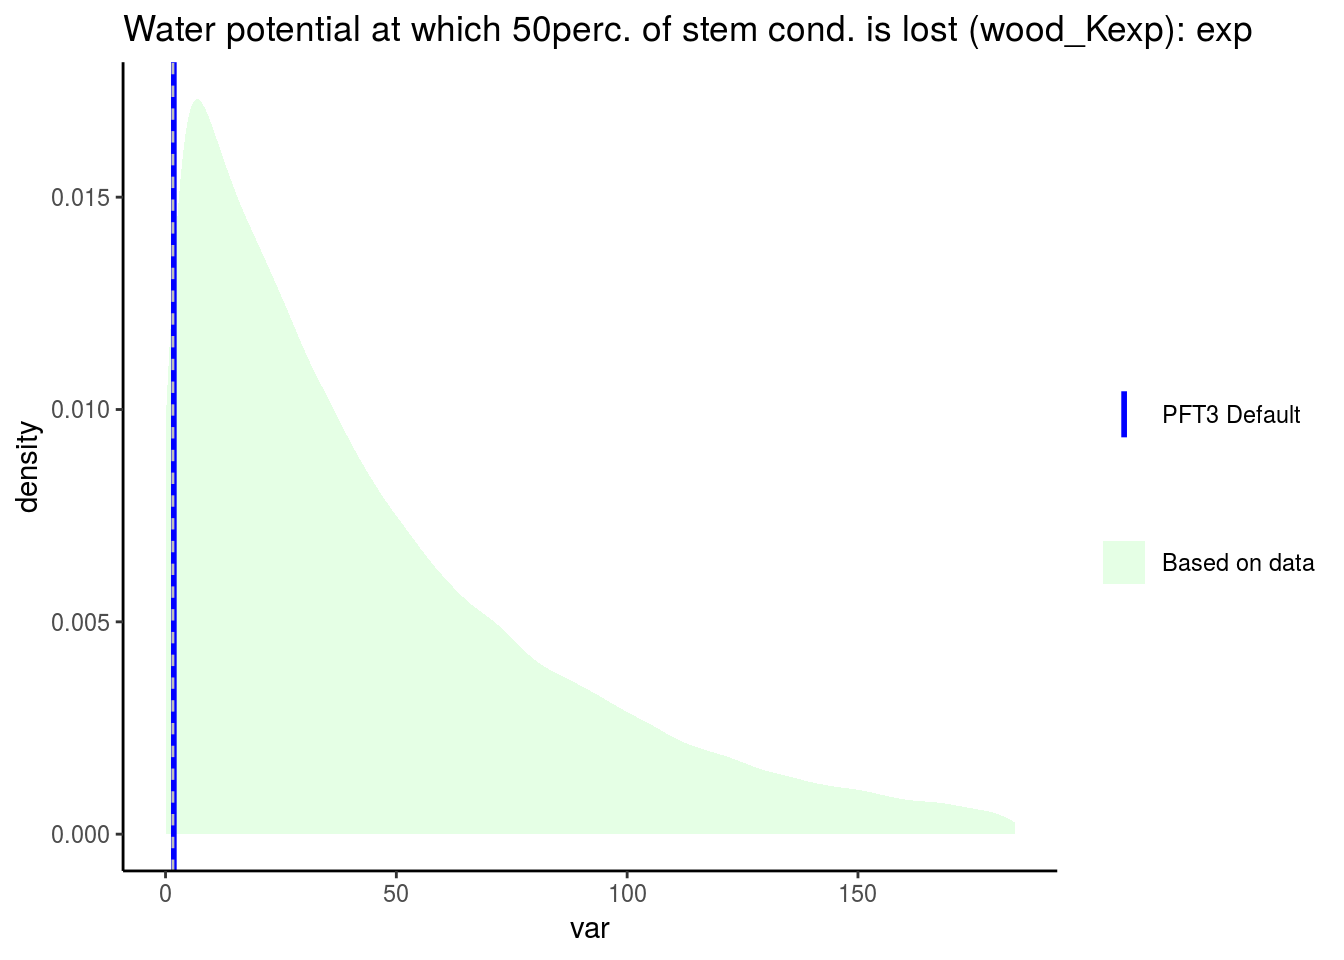 Water potential at which 50perc. of stem cond. is lost (wood_Kexp): exp
0.015
0.010
0.005
0.000
density
0
50
100
150
var
PFT3 Default
Based on data